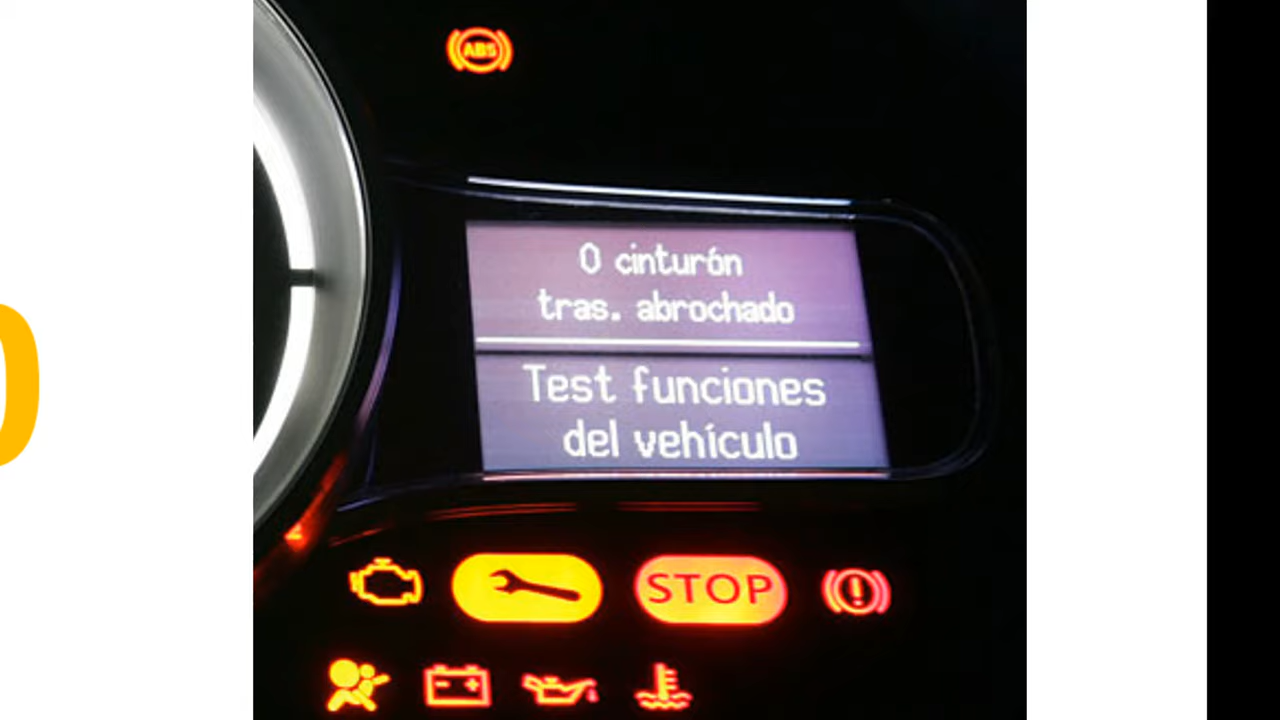 ABS
0 cinturón
tras. abrochado
Test funciones
del vehículo
STOP